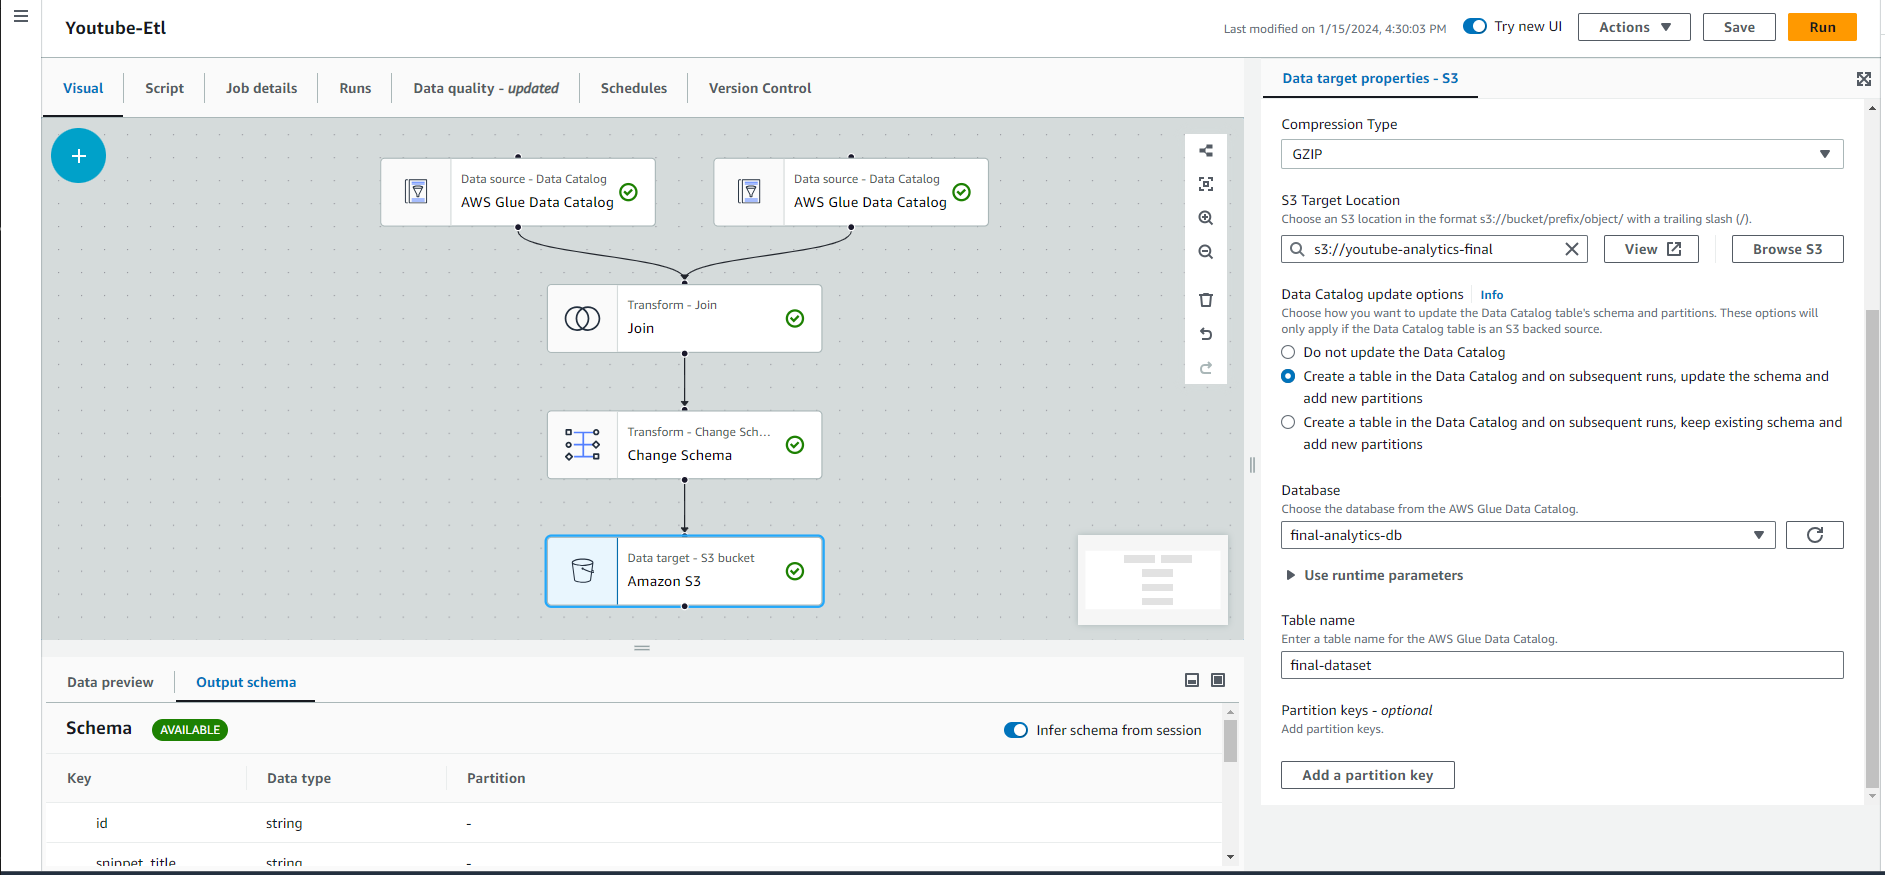 Youtube-Etl
Last modified on 1/15/2024, 4:30:03 PM
Try new UI
Actions
Save
Run
Visual
Script
Job details
Runs
Data quality - updated
Schedules
Version Control
Data source - Data Catalog
AWS Glue Data Catalog
Data source - Data Catalog
AWS Glue Data Catalog
Transform - Join
Join
Transform - Change Sch...
Change Schema
Data target - S3 bucket
Amazon S3
Data preview
Output schema
Schema
AVAILABLE
Infer schema from session
Key
Data type
Partition
id
string
-
snippet_title
string
-
Data target properties - S3
Compression Type
GZIP
S3 Target Location
Choose an S3 location in the format s3://bucket/prefix/object/ with a trailing slash (/).
s3://youtube-analytics-final
View
Browse S3
Data Catalog update options
Info
Choose how you want to update the Data Catalog table's schema and partitions. These options will
only apply if the Data Catalog table is an S3 backed source.
Do not update the Data Catalog
Create a table in the Data Catalog and on subsequent runs, update the schema and
add new partitions
Create a table in the Data Catalog and on subsequent runs, keep existing schema and
add new partitions
Database
Choose the database from the AWS Glue Data Catalog.
final-analytics-db
Use runtime parameters
Table name
Enter a table name for the AWS Glue Data Catalog.
final-dataset
Partition keys - optional
Add partition keys.
Add a partition key